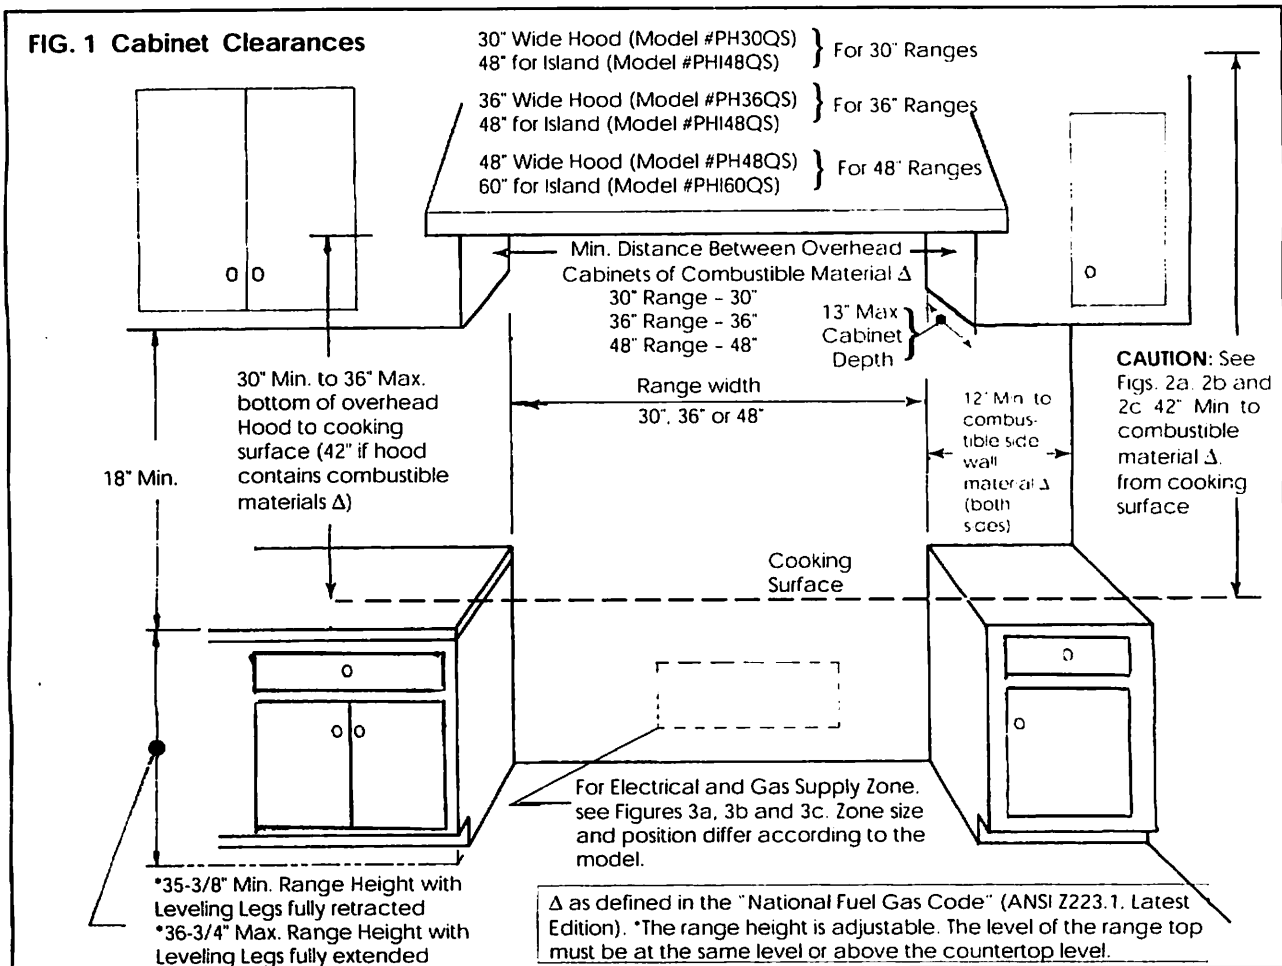 FIG. 1 Cabinet Clearances
30" Wide Hood (Model #PH30QS)
48" for Island (Model #PHI48QS)
} For 30" Ranges
36" Wide Hood (Model #PH36QS)
48" for Island (Model #PHI48QS)
} For 36" Ranges
48" Wide Hood (Model #PH48QS)
60" for Island (Model #PHI60QS)
} For 48" Ranges
Min. Distance Between Overhead
Cabinets of Combustible Material Δ
30" Range - 30"
36" Range - 36"
48" Range - 48"
13" Max
Cabinet
Depth
}
30" Min. to 36" Max.
bottom of overhead
Hood to cooking
surface (42" if hood
contains combustible
materials Δ)
18" Min.
Range width
30", 36" or 48"
12" Min to
combus-
tible side
wall
material Δ
(both
sides)
CAUTION: See
Figs. 2a, 2b and
2c 42" Min to
combustible
material Δ.
from cooking
surface
Cooking
Surface
For Electrical and Gas Supply Zone.
see Figures 3a, 3b and 3c. Zone size
and position differ according to the
model.
*35-3/8" Min. Range Height with
Leveling Legs fully retracted
*36-3/4" Max. Range Height with
Leveling Legs fully extended
Δ as defined in the "National Fuel Gas Code" (ANSI Z223.1. Latest
Edition). *The range height is adjustable. The level of the range top
must be at the same level or above the countertop level.